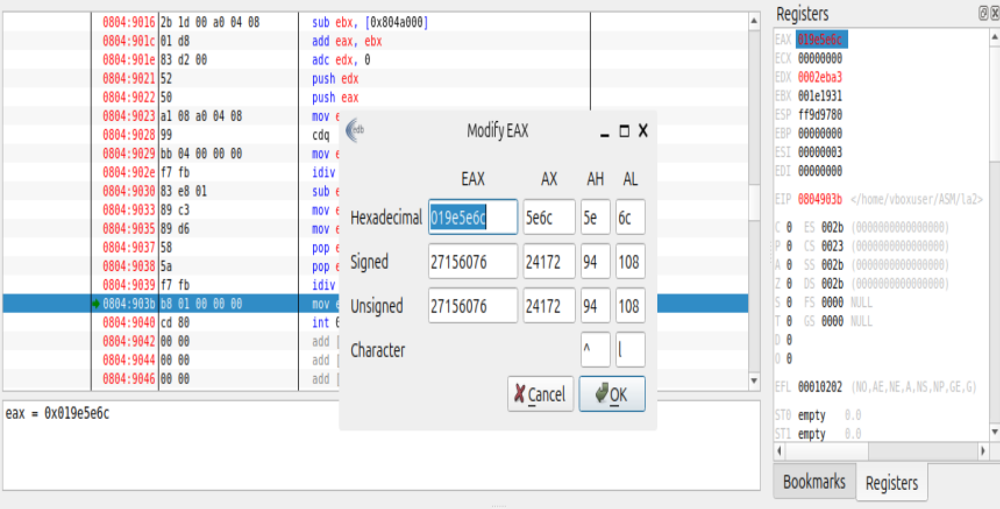 0804:9016 2b 1d 00 a0 04 08 sub ebx, [0x804a000]
0804:901c 01 d8 add eax, ebx
0804:901e 83 d2 00 adc edx, 0
0804:9021 52 push edx
0804:9022 50 push eax
0804:9023 a1 08 a0 04 08 mov e
0804:9028 99 cdq
0804:9029 bb 04 00 00 00 mov e
0804:902e f7 fb idiv
0804:9030 83 e8 01 sub e
0804:9033 89 c3 mov e
0804:9035 89 d6 mov e
0804:9037 58 pop e
0804:9038 5a pop e
0804:9039 f7 fb idiv
0804:903b b8 01 00 00 00 mov e
0804:9040 cd 80 int 0
0804:9042 00 00 add [
0804:9044 00 00 add [
0804:9046 00 00 add [
eax = 0x019e5e6c
edb
Modify EAX
EAX AX AH AL
Hexadecimal 019e5e6c 5e6c 5e 6c
Signed 27156076 24172 94 108
Unsigned 27156076 24172 94 108
Character ^ l
Cancel OK
Registers
EAX 019e5e6c
ECX 00000000
EDX 0002eba3
EBX 001e1931
ESP ff9d9780
EBP 00000000
ESI 00000003
EDI 00000000
EIP 0804903b </home/vboxuser/ASM/la2>
C 0 ES 002b (0000000000000000)
P 0 CS 0023 (0000000000000000)
A 0 SS 002b (0000000000000000)
Z 0 DS 002b (0000000000000000)
S 0 FS 0000 NULL
T 0 GS 0000 NULL
D 0
O 0
EFL 00010202 (NO,AE,NE,A,NS,NP,GE,G)
ST0 empty 0.0
ST1 empty 0.0
Bookmarks Registers